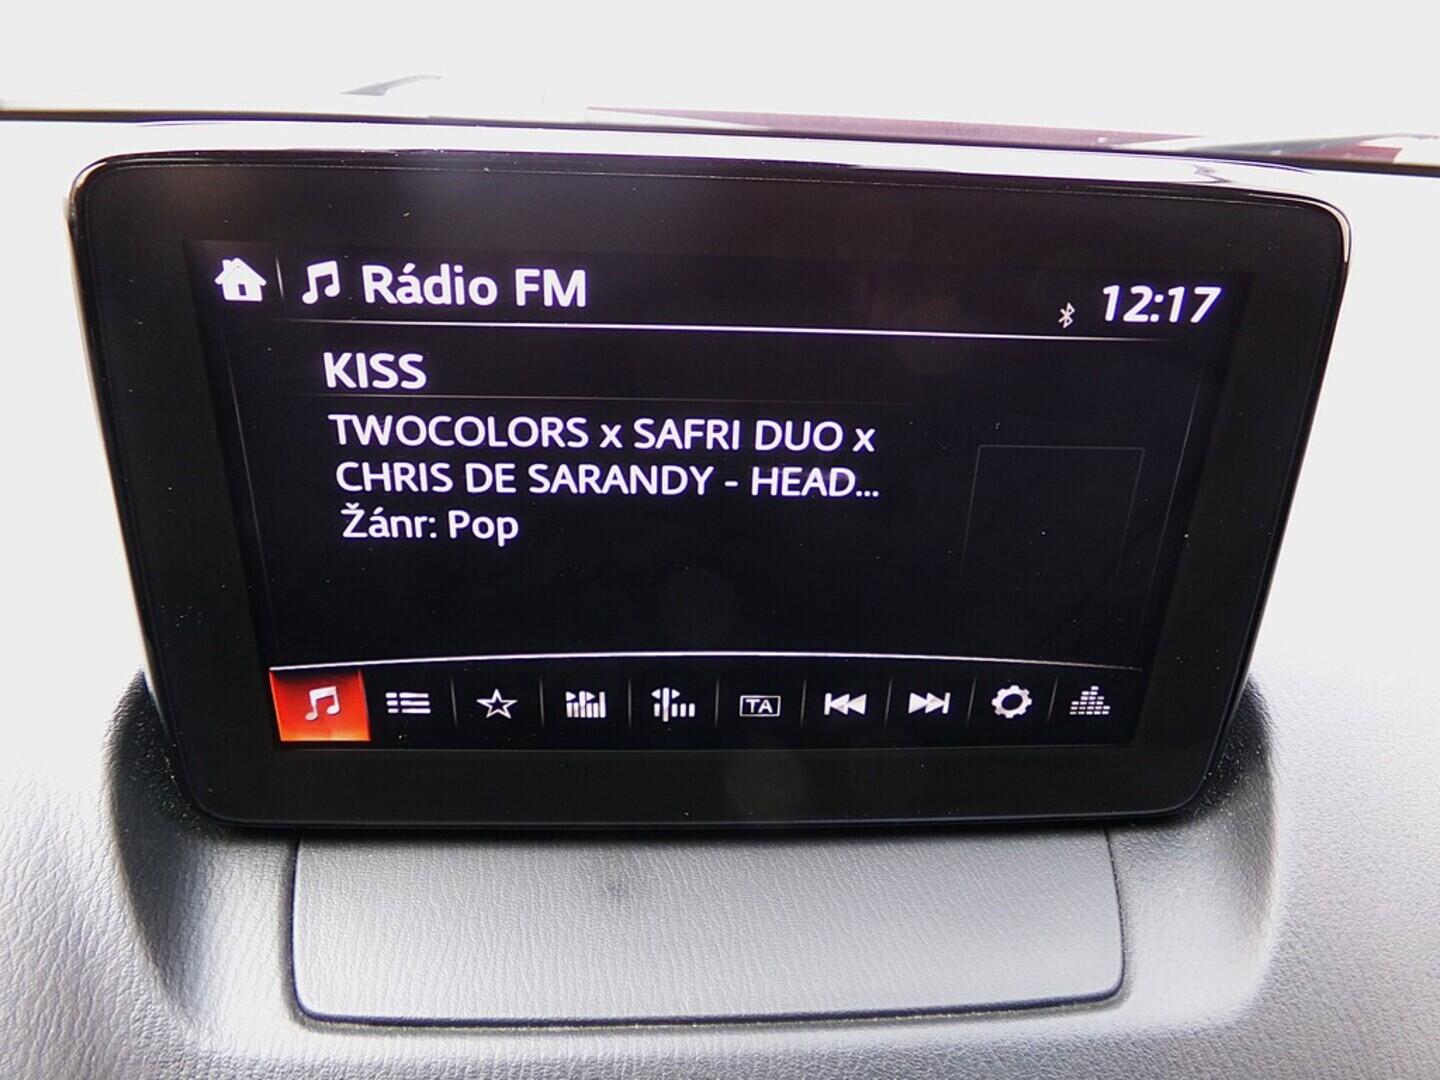 Rádio FM
12:17
KISS
TWOCOLORS x SAFRI DUO x
CHRIS DE SARANDY - HEAD...
Žánr: Pop
TA